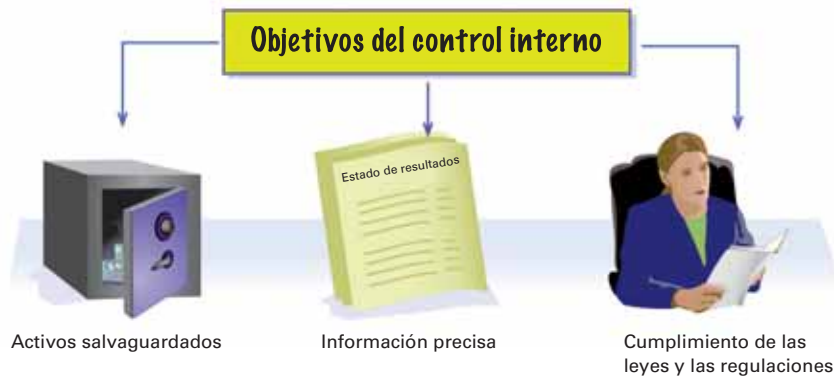 Objetivos del control interno
Estado de resultados
Activos salvaguardados
Información precisa
Cumplimiento de las
leyes y las regulaciones